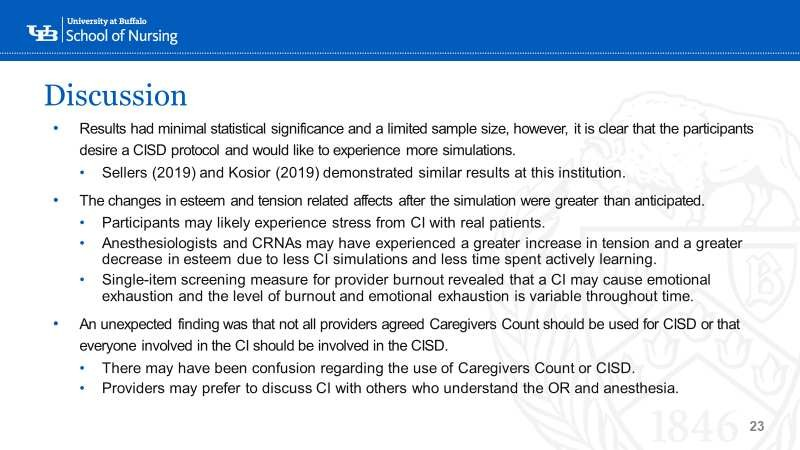 University at Buffalo
School of Nursing
Discussion
• Results had minimal statistical significance and a limited sample size, however, it is clear that the participants
desire a CISD protocol and would like to experience more simulations.
• Sellers (2019) and Kosior (2019) demonstrated similar results at this institution.
• The changes in esteem and tension related affects after the simulation were greater than anticipated.
• Participants may likely experience stress from CI with real patients.
• Anesthesiologists and CRNAs may have experienced a greater increase in tension and a greater
decrease in esteem due to less CI simulations and less time spent actively learning.
• Single-item screening measure for provider burnout revealed that a CI may cause emotional
exhaustion and the level of burnout and emotional exhaustion is variable throughout time.
• An unexpected finding was that not all providers agreed Caregivers Count should be used for CISD or that
everyone involved in the CI should be involved in the CISD.
• There may have been confusion regarding the use of Caregivers Count or CISD.
• Providers may prefer to discuss CI with others who understand the OR and anesthesia.
B
1846
23